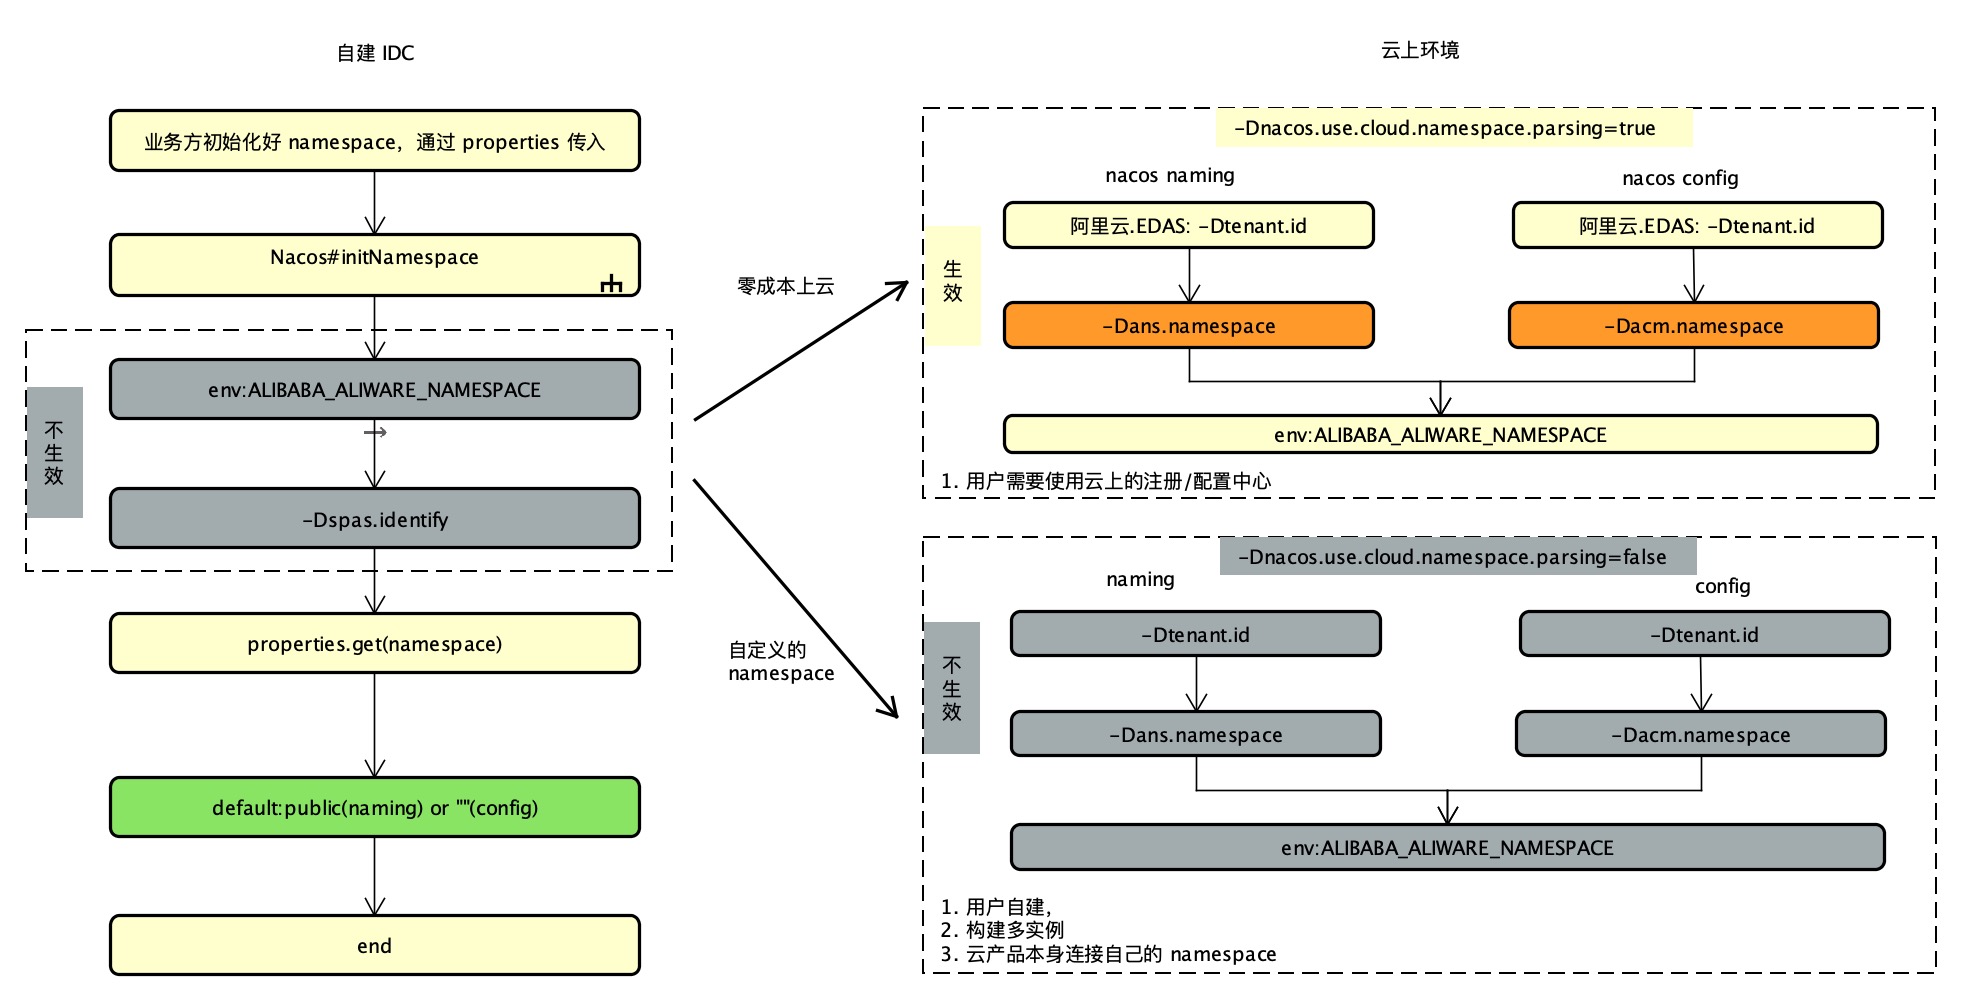 自建 IDC
业务方初始化好 namespace，通过 properties 传入
Nacos#initNamespace
不
生
效
env:ALIBABA_ALIWARE_NAMESPACE
-Dspas.identify
properties.get(namespace)
default:public(naming) or ""(config)
end
零成本上云
自定义的
namespace
云上环境
-Dnacos.use.cloud.namespace.parsing=true
nacos naming
nacos config
生
效
阿里云.EDAS: -Dtenant.id
阿里云.EDAS: -Dtenant.id
-Dans.namespace
-Dacm.namespace
env:ALIBABA_ALIWARE_NAMESPACE
1. 用户需要使用云上的注册/配置中心
-Dnacos.use.cloud.namespace.parsing=false
naming
config
不
生
效
-Dtenant.id
-Dtenant.id
-Dans.namespace
-Dacm.namespace
env:ALIBABA_ALIWARE_NAMESPACE
1. 用户自建，
2. 构建多实例
3. 云产品本身连接自己的 namespace